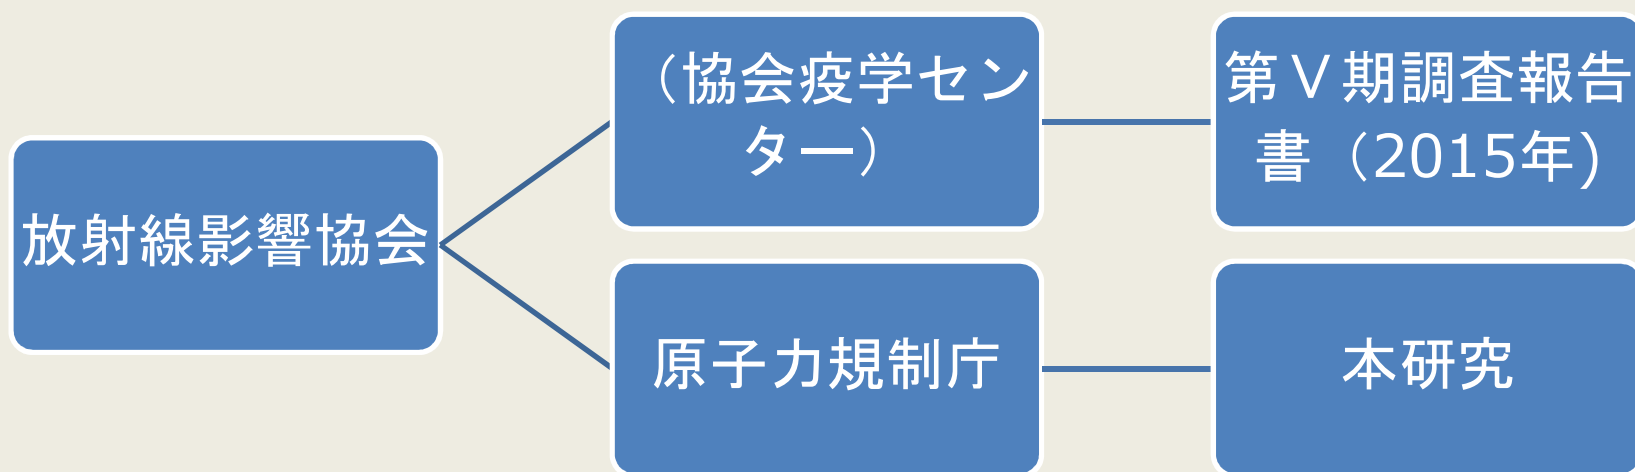 放射線影響協会
（協会疫学セン
ター）
第Ⅴ期調査報告
書（2015年)
原子力規制庁
本研究